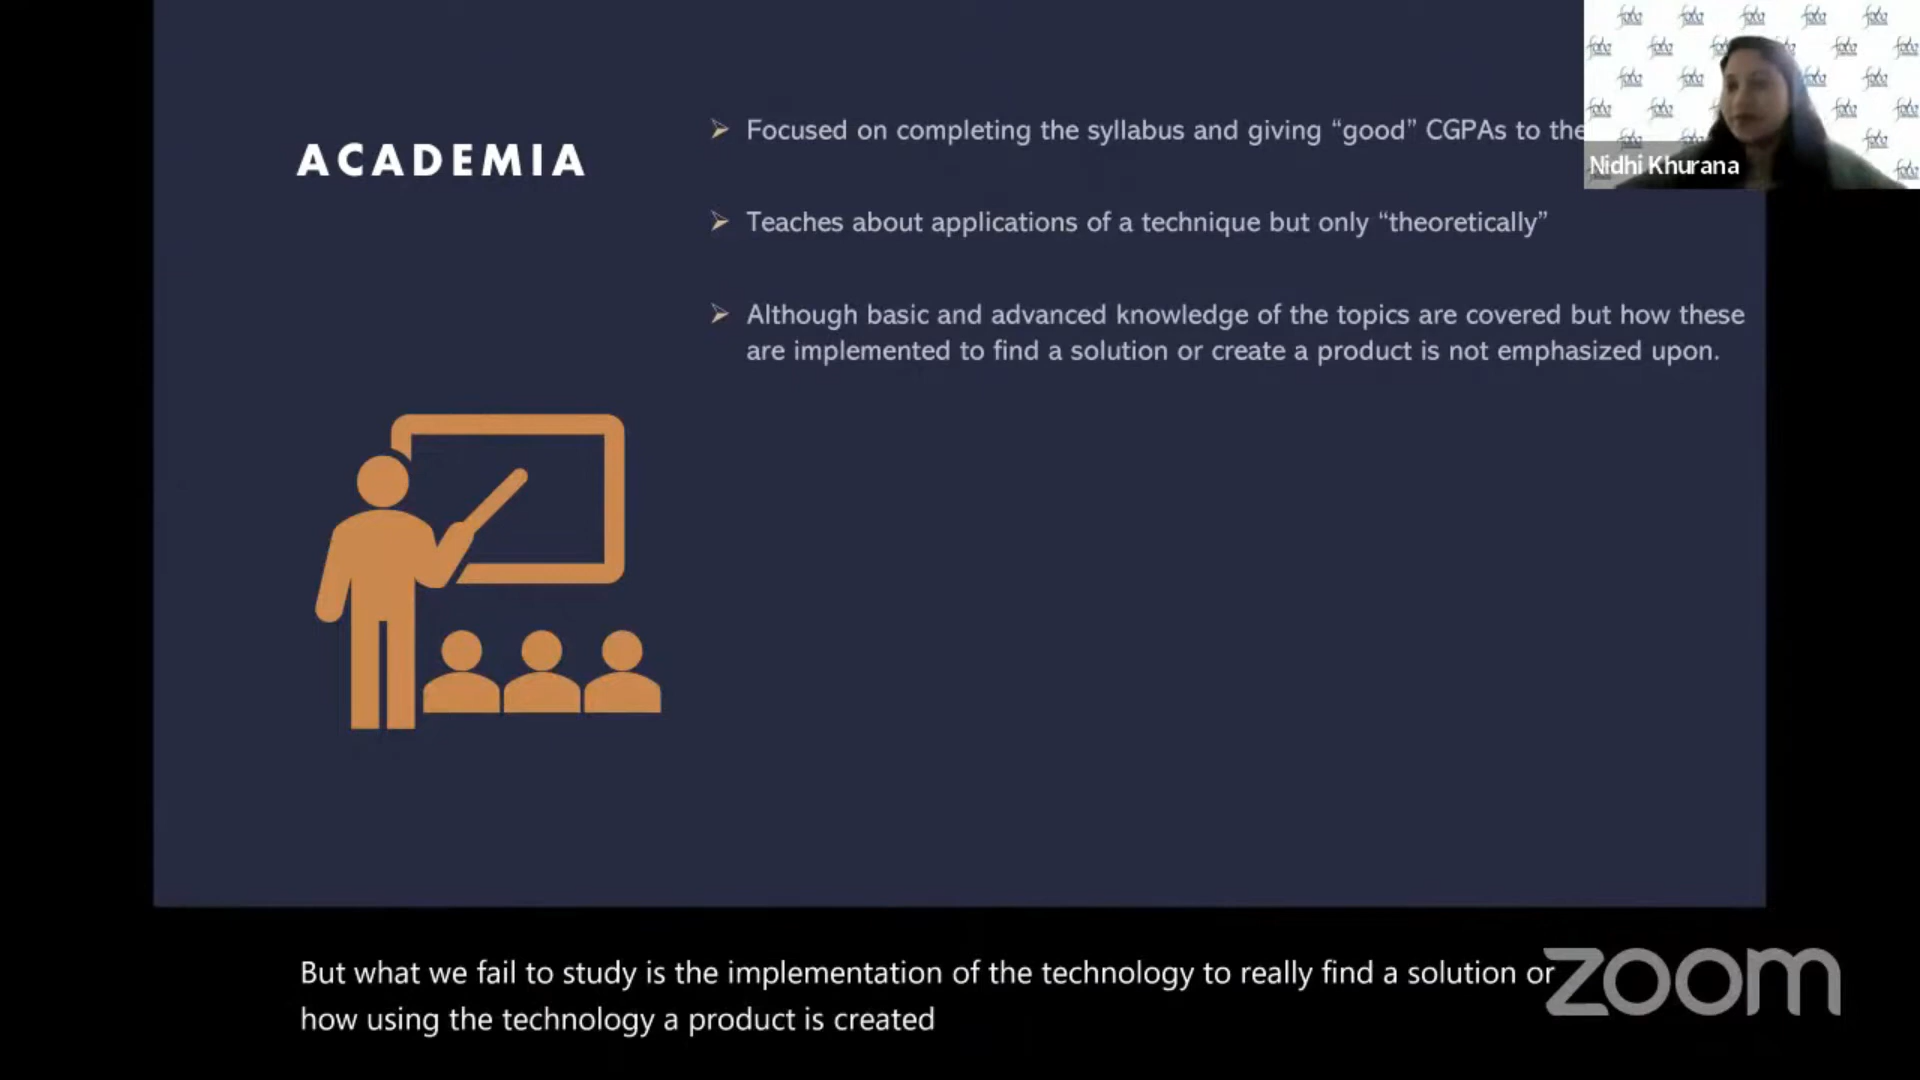 ACADEMIA
➢ Focused on completing the syllabus and giving “good” CGPAs to the
➢ Teaches about applications of a technique but only “theoretically”
➢ Although basic and advanced knowledge of the topics are covered but how these
are implemented to find a solution or create a product is not emphasized upon.
Nidhi Khurana
But what we fail to study is the implementation of the technology to really find a solution or
how using the technology a product is created
zoom